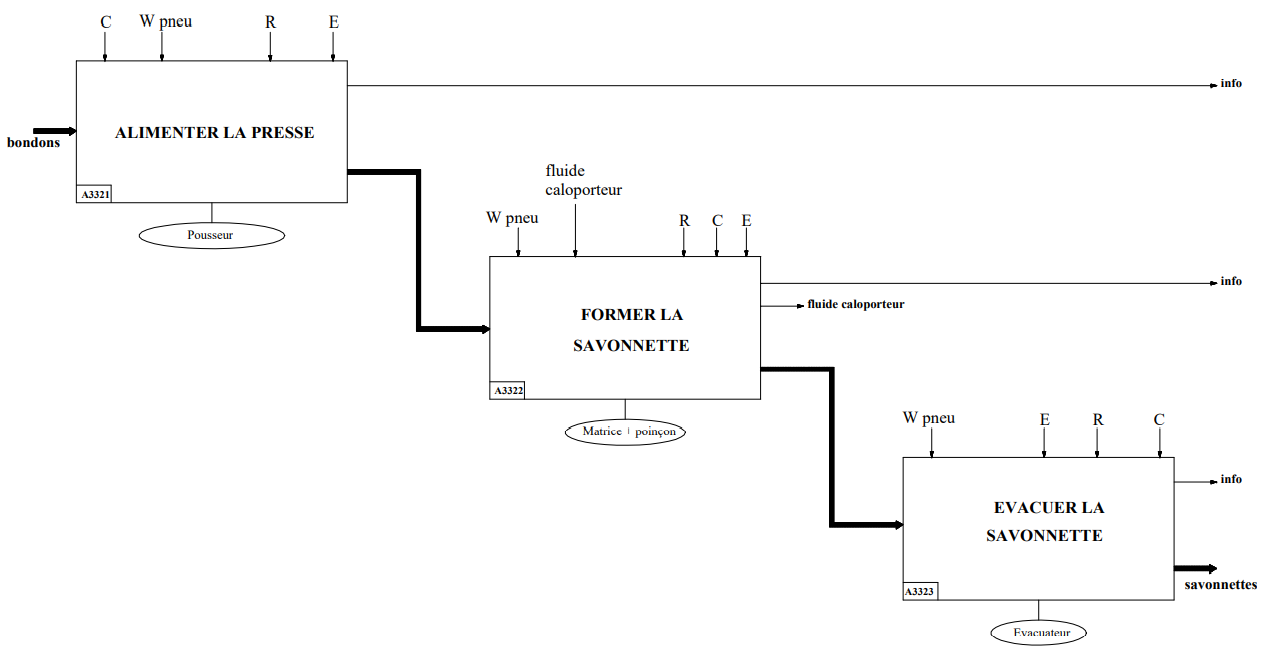 C W pneu R E
info
ALIMENTER LA PRESSE
bondons
A3321
Pousseur
fluide
caloporteur
W pneu R C E
info
fluide caloporteur
FORMER LA
SAVONNETTE
A3322
Matrice + poinçon
W pneu E R C
info
EVACUER LA
SAVONNETTE
savonnettes
A3323
Evacuateur